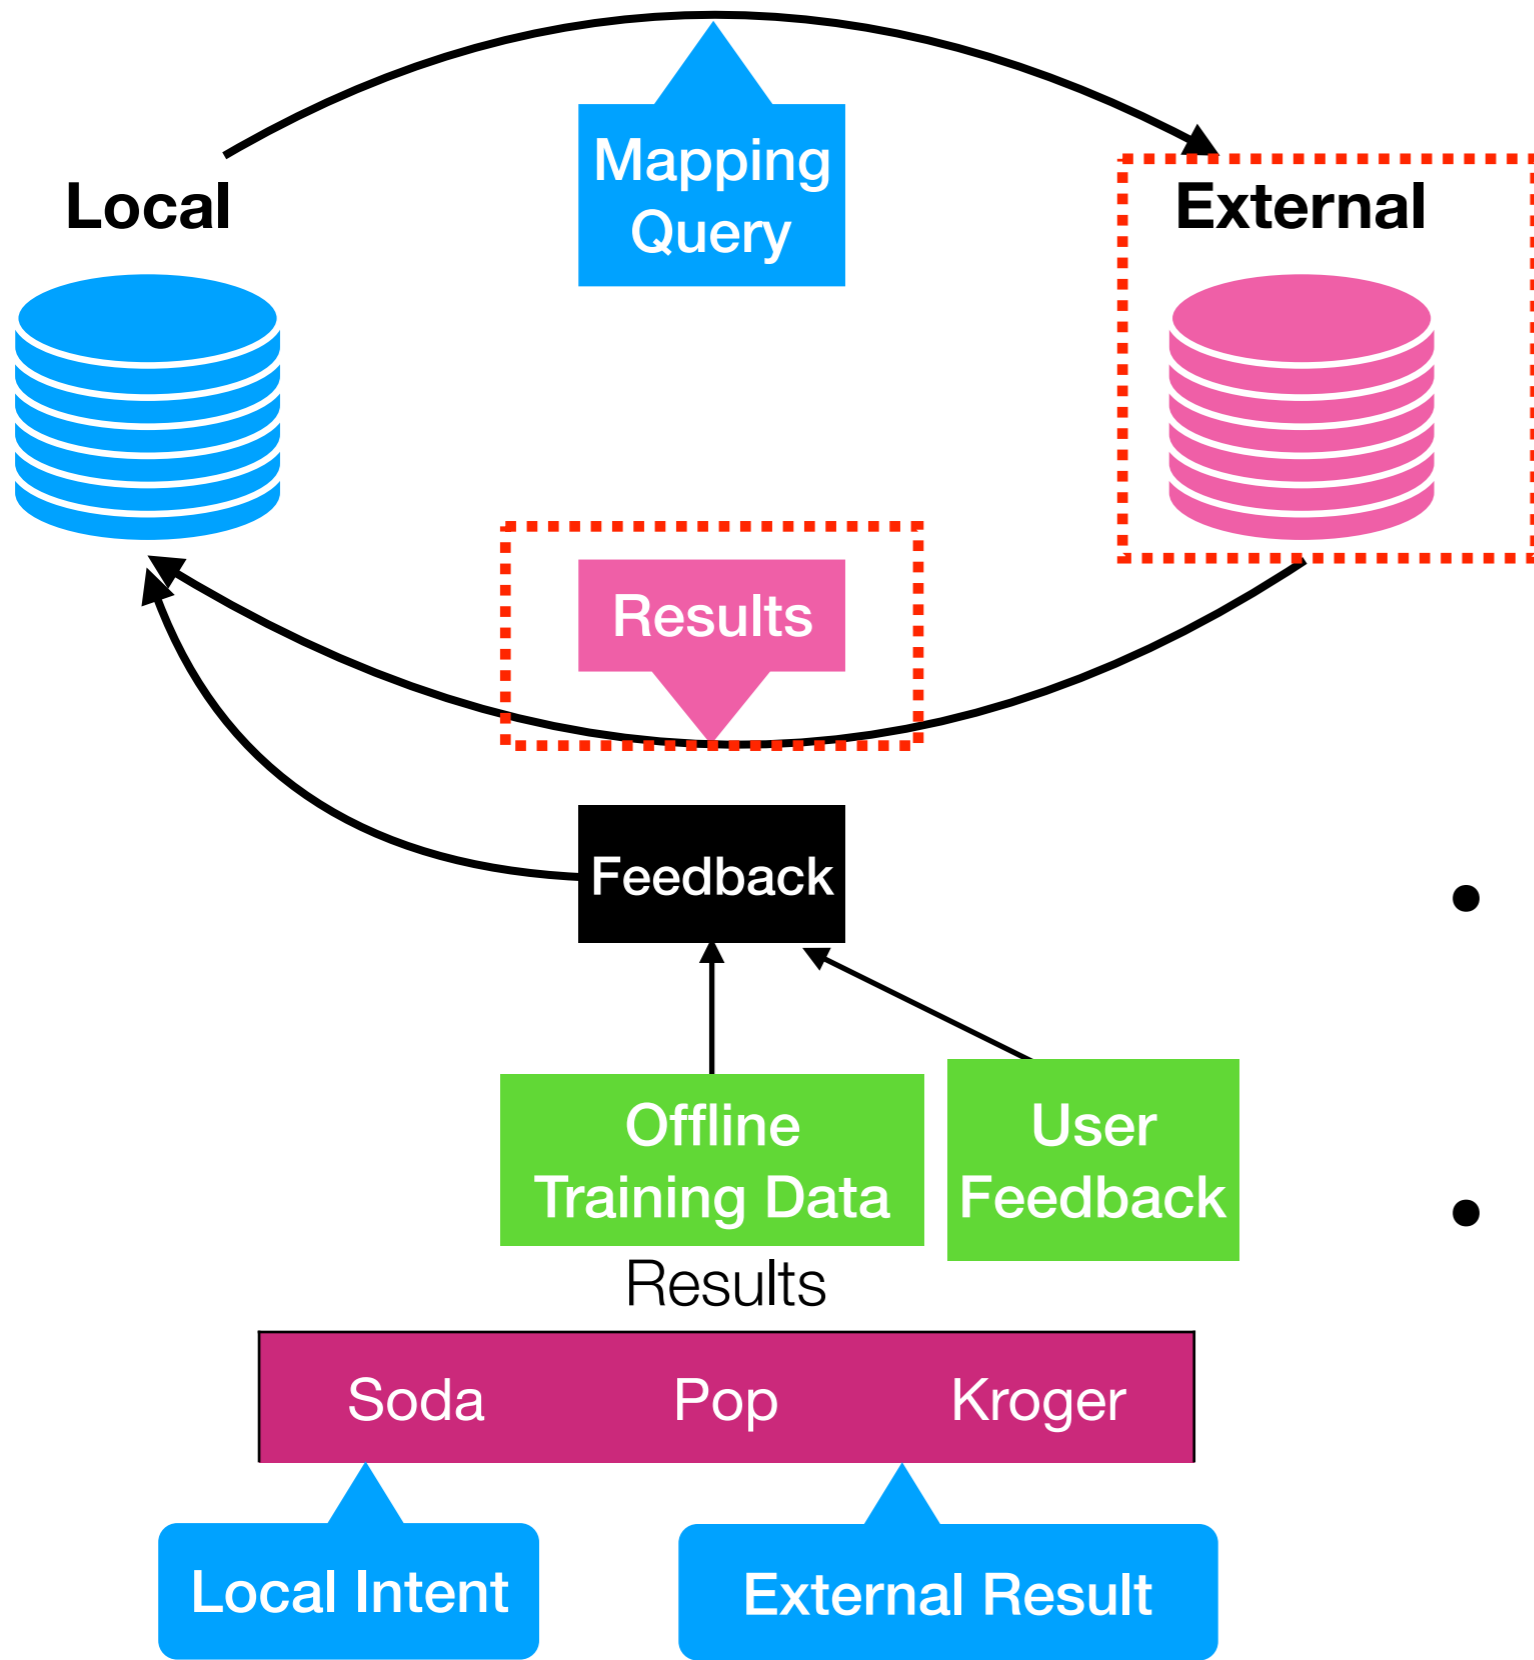 Mapping
Query
Local
External
Results
Feedback
Offline
Training Data
User
Feedback
Results
Soda Pop Kroger
Local Intent
External Result